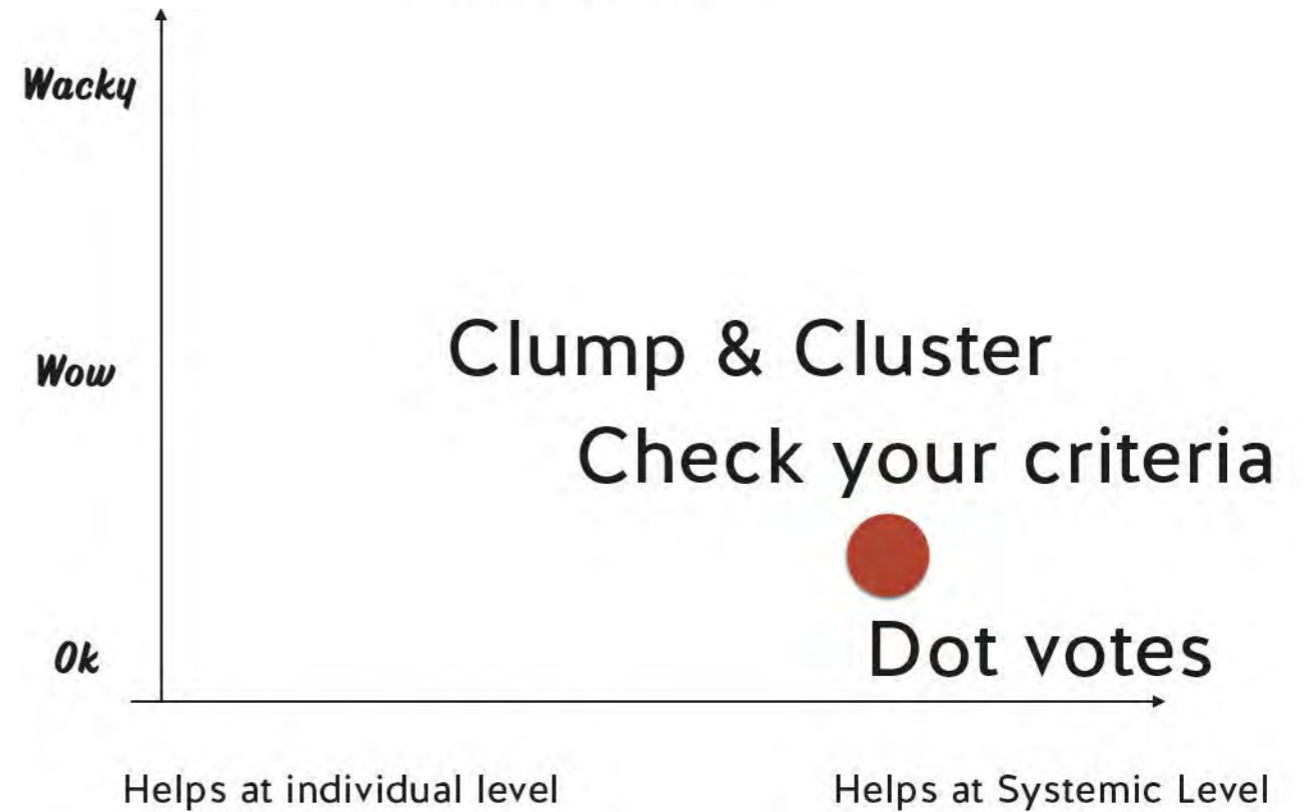 Wacky
Clump & Cluster
Wow
Check your criteria
Ok
Dot votes
Helps at individual level
Helps at Systemic Level